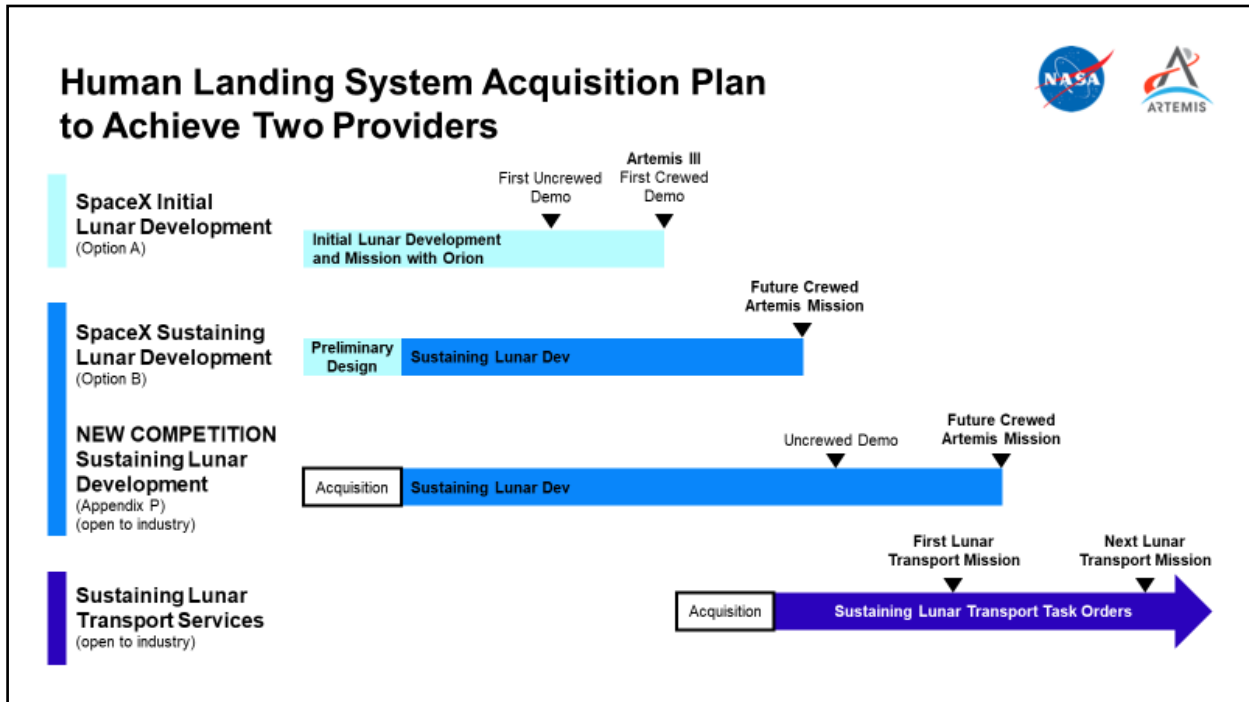 Human Landing System Acquisition Plan
to Achieve Two Providers
NASA
ARTEMIS
SpaceX Initial
Lunar Development
(Option A)
First Uncrewed
Demo
Artemis III
First Crewed
Demo
Initial Lunar Development
and Mission with Orion
SpaceX Sustaining
Lunar Development
(Option B)
Future Crewed
Artemis Mission
Preliminary
Design
Sustaining Lunar Dev
NEW COMPETITION
Sustaining Lunar
Development
(Appendix P)
(open to industry)
Uncrewed Demo
Future Crewed
Artemis Mission
Acquisition
Sustaining Lunar Dev
Sustaining Lunar
Transport Services
(open to industry)
First Lunar
Transport Mission
Next Lunar
Transport Mission
Acquisition
Sustaining Lunar Transport Task Orders